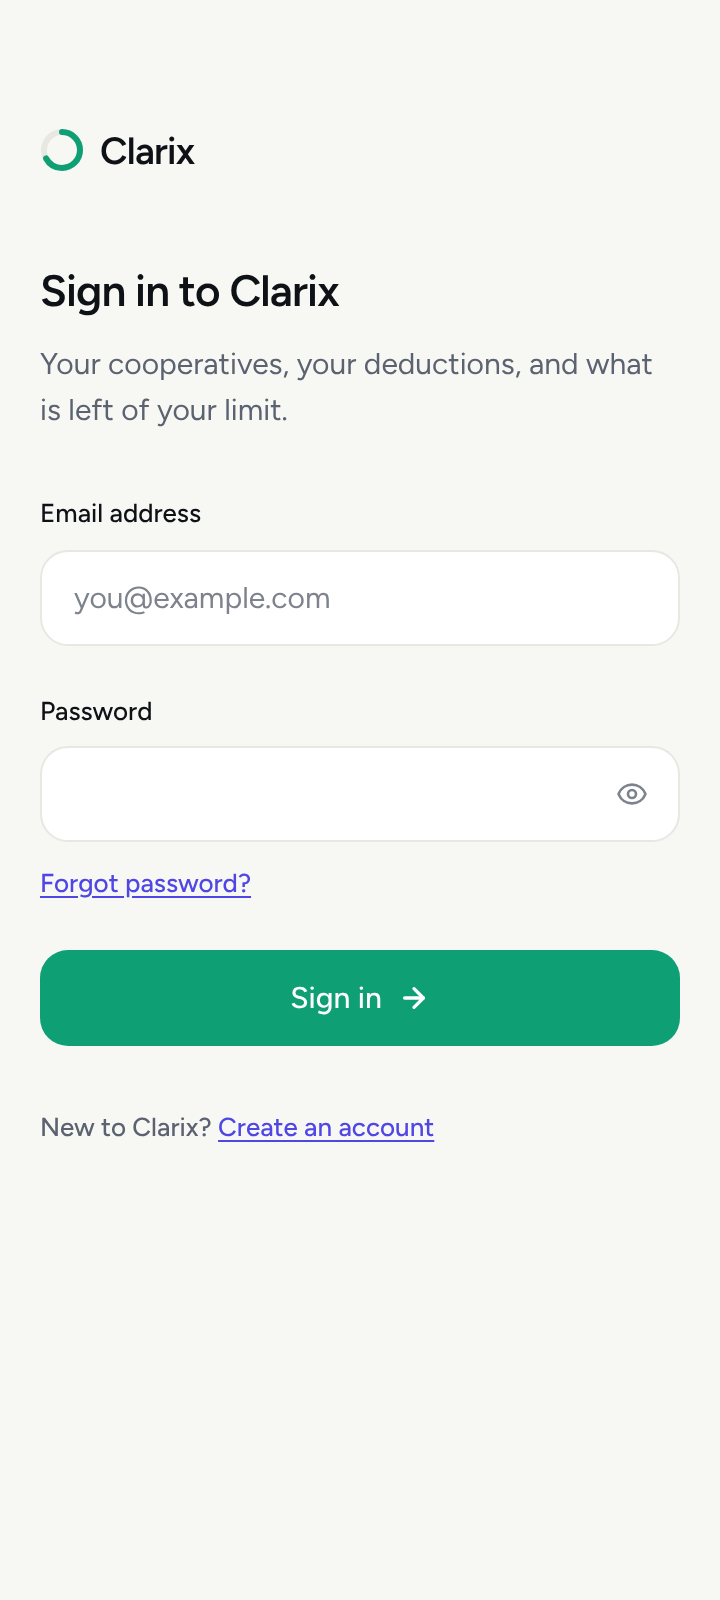 Clarix
Sign in to Clarix
Your cooperatives, your deductions, and what
is left of your limit.
Email address
you@example.com
Password
Forgot password?
Sign in
New to Clarix? Create an account